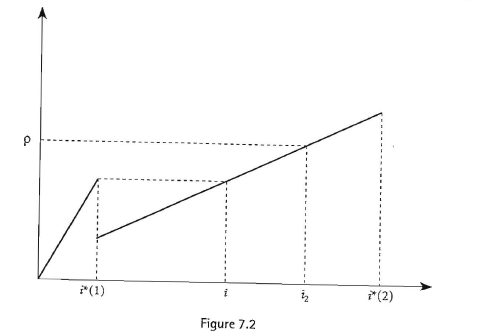 ρ
i*(1) i i₂ i*(2)
Figure 7.2